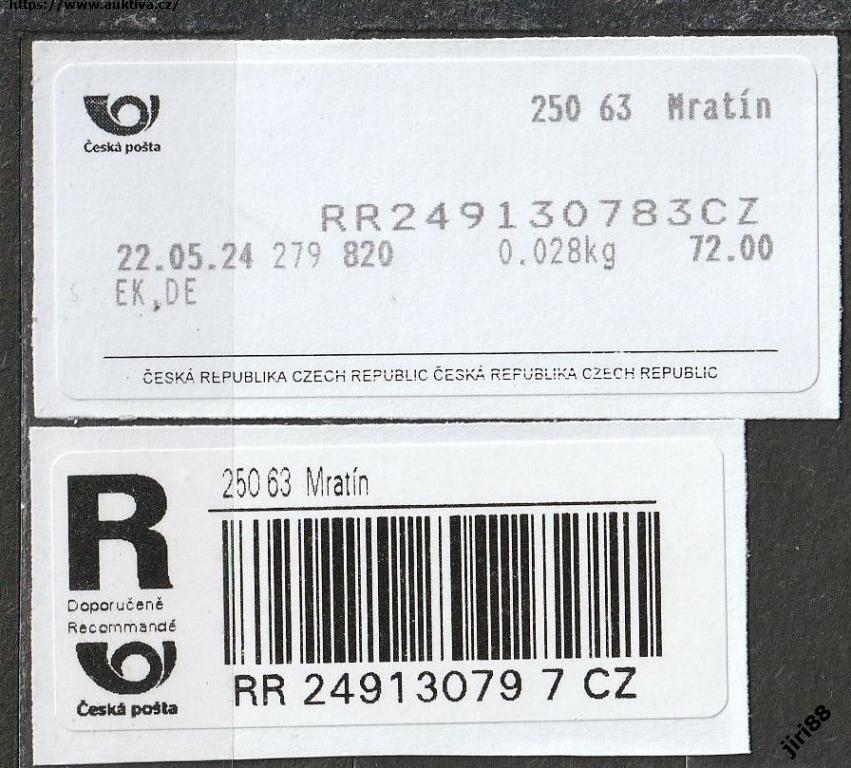 https://www.auktiva.cz/
Česká pošta
250 63 Mratín
RR249130783CZ
22.05.24 279 820 0.028kg 72.00
EK,DE
ČESKÁ REPUBLIKA CZECH REPUBLIC ČESKÁ REPUBLIKA CZECH REPUBLIC
R
250 63 Mratín
Doporučeně
Recommandé
Česká pošta
RR 24913079 7 CZ
jiri88